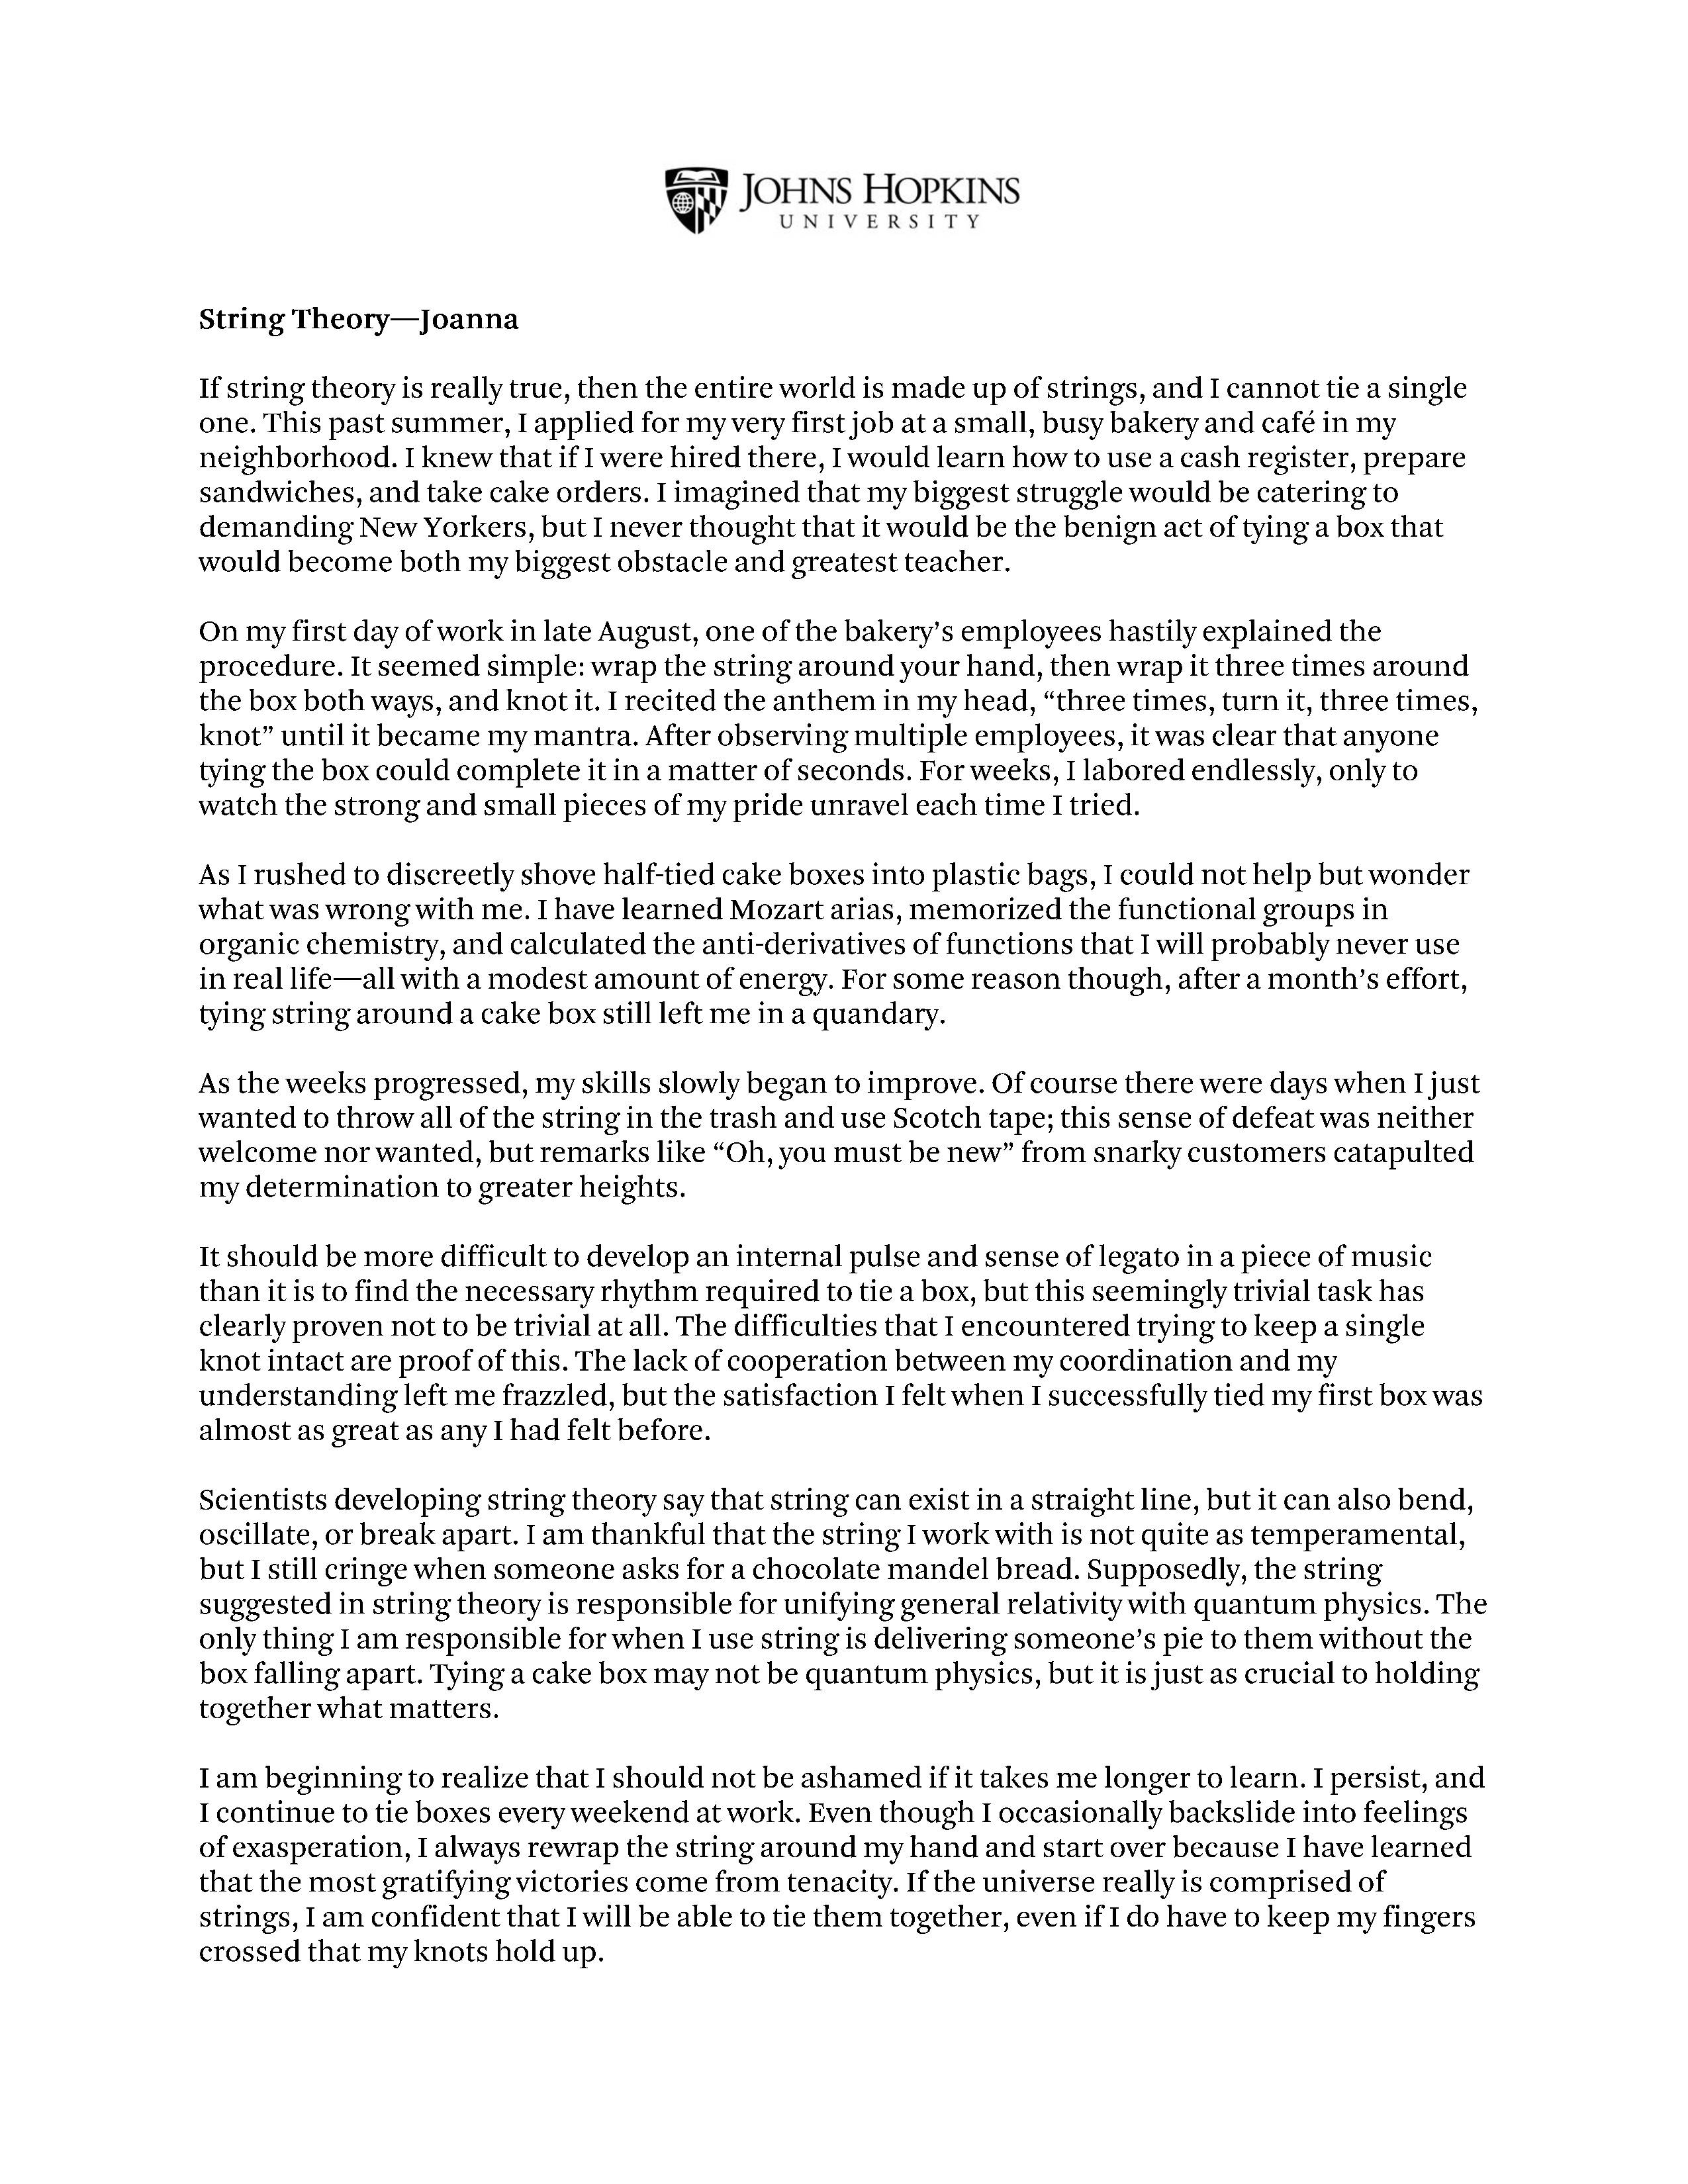 JOHNS HOPKINS
UNIVERSITY
String Theory—Joanna
If string theory is really true, then the entire world is made up of strings, and I cannot tie a single
one. This past summer, I applied for my very first job at a small, busy bakery and café in my
neighborhood. I knew that if I were hired there, I would learn how to use a cash register, prepare
sandwiches, and take cake orders. I imagined that my biggest struggle would be catering to
demanding New Yorkers, but I never thought that it would be the benign act of tying a box that
would become both my biggest obstacle and greatest teacher.
On my first day of work in late August, one of the bakery’s employees hastily explained the
procedure. It seemed simple: wrap the string around your hand, then wrap it three times around
the box both ways, and knot it. I recited the anthem in my head, “three times, turn it, three times,
knot” until it became my mantra. After observing multiple employees, it was clear that anyone
tying the box could complete it in a matter of seconds. For weeks, I labored endlessly, only to
watch the strong and small pieces of my pride unravel each time I tried.
As I rushed to discreetly shove half-tied cake boxes into plastic bags, I could not help but wonder
what was wrong with me. I have learned Mozart arias, memorized the functional groups in
organic chemistry, and calculated the anti-derivatives of functions that I will probably never use
in real life—all with a modest amount of energy. For some reason though, after a month’s effort,
tying string around a cake box still left me in a quandary.
As the weeks progressed, my skills slowly began to improve. Of course there were days when I just
wanted to throw all of the string in the trash and use Scotch tape; this sense of defeat was neither
welcome nor wanted, but remarks like “Oh, you must be new” from snarky customers catapulted
my determination to greater heights.
It should be more difficult to develop an internal pulse and sense of legato in a piece of music
than it is to find the necessary rhythm required to tie a box, but this seemingly trivial task has
clearly proven not to be trivial at all. The difficulties that I encountered trying to keep a single
knot intact are proof of this. The lack of cooperation between my coordination and my
understanding left me frazzled, but the satisfaction I felt when I successfully tied my first box was
almost as great as any I had felt before.
Scientists developing string theory say that string can exist in a straight line, but it can also bend,
oscillate, or break apart. I am thankful that the string I work with is not quite as temperamental,
but I still cringe when someone asks for a chocolate mandel bread. Supposedly, the string
suggested in string theory is responsible for unifying general relativity with quantum physics. The
only thing I am responsible for when I use string is delivering someone’s pie to them without the
box falling apart. Tying a cake box may not be quantum physics, but it is just as crucial to holding
together what matters.
I am beginning to realize that I should not be ashamed if it takes me longer to learn. I persist, and
I continue to tie boxes every weekend at work. Even though I occasionally backslide into feelings
of exasperation, I always rewrap the string around my hand and start over because I have learned
that the most gratifying victories come from tenacity. If the universe really is comprised of
strings, I am confident that I will be able to tie them together, even if I do have to keep my fingers
crossed that my knots hold up.